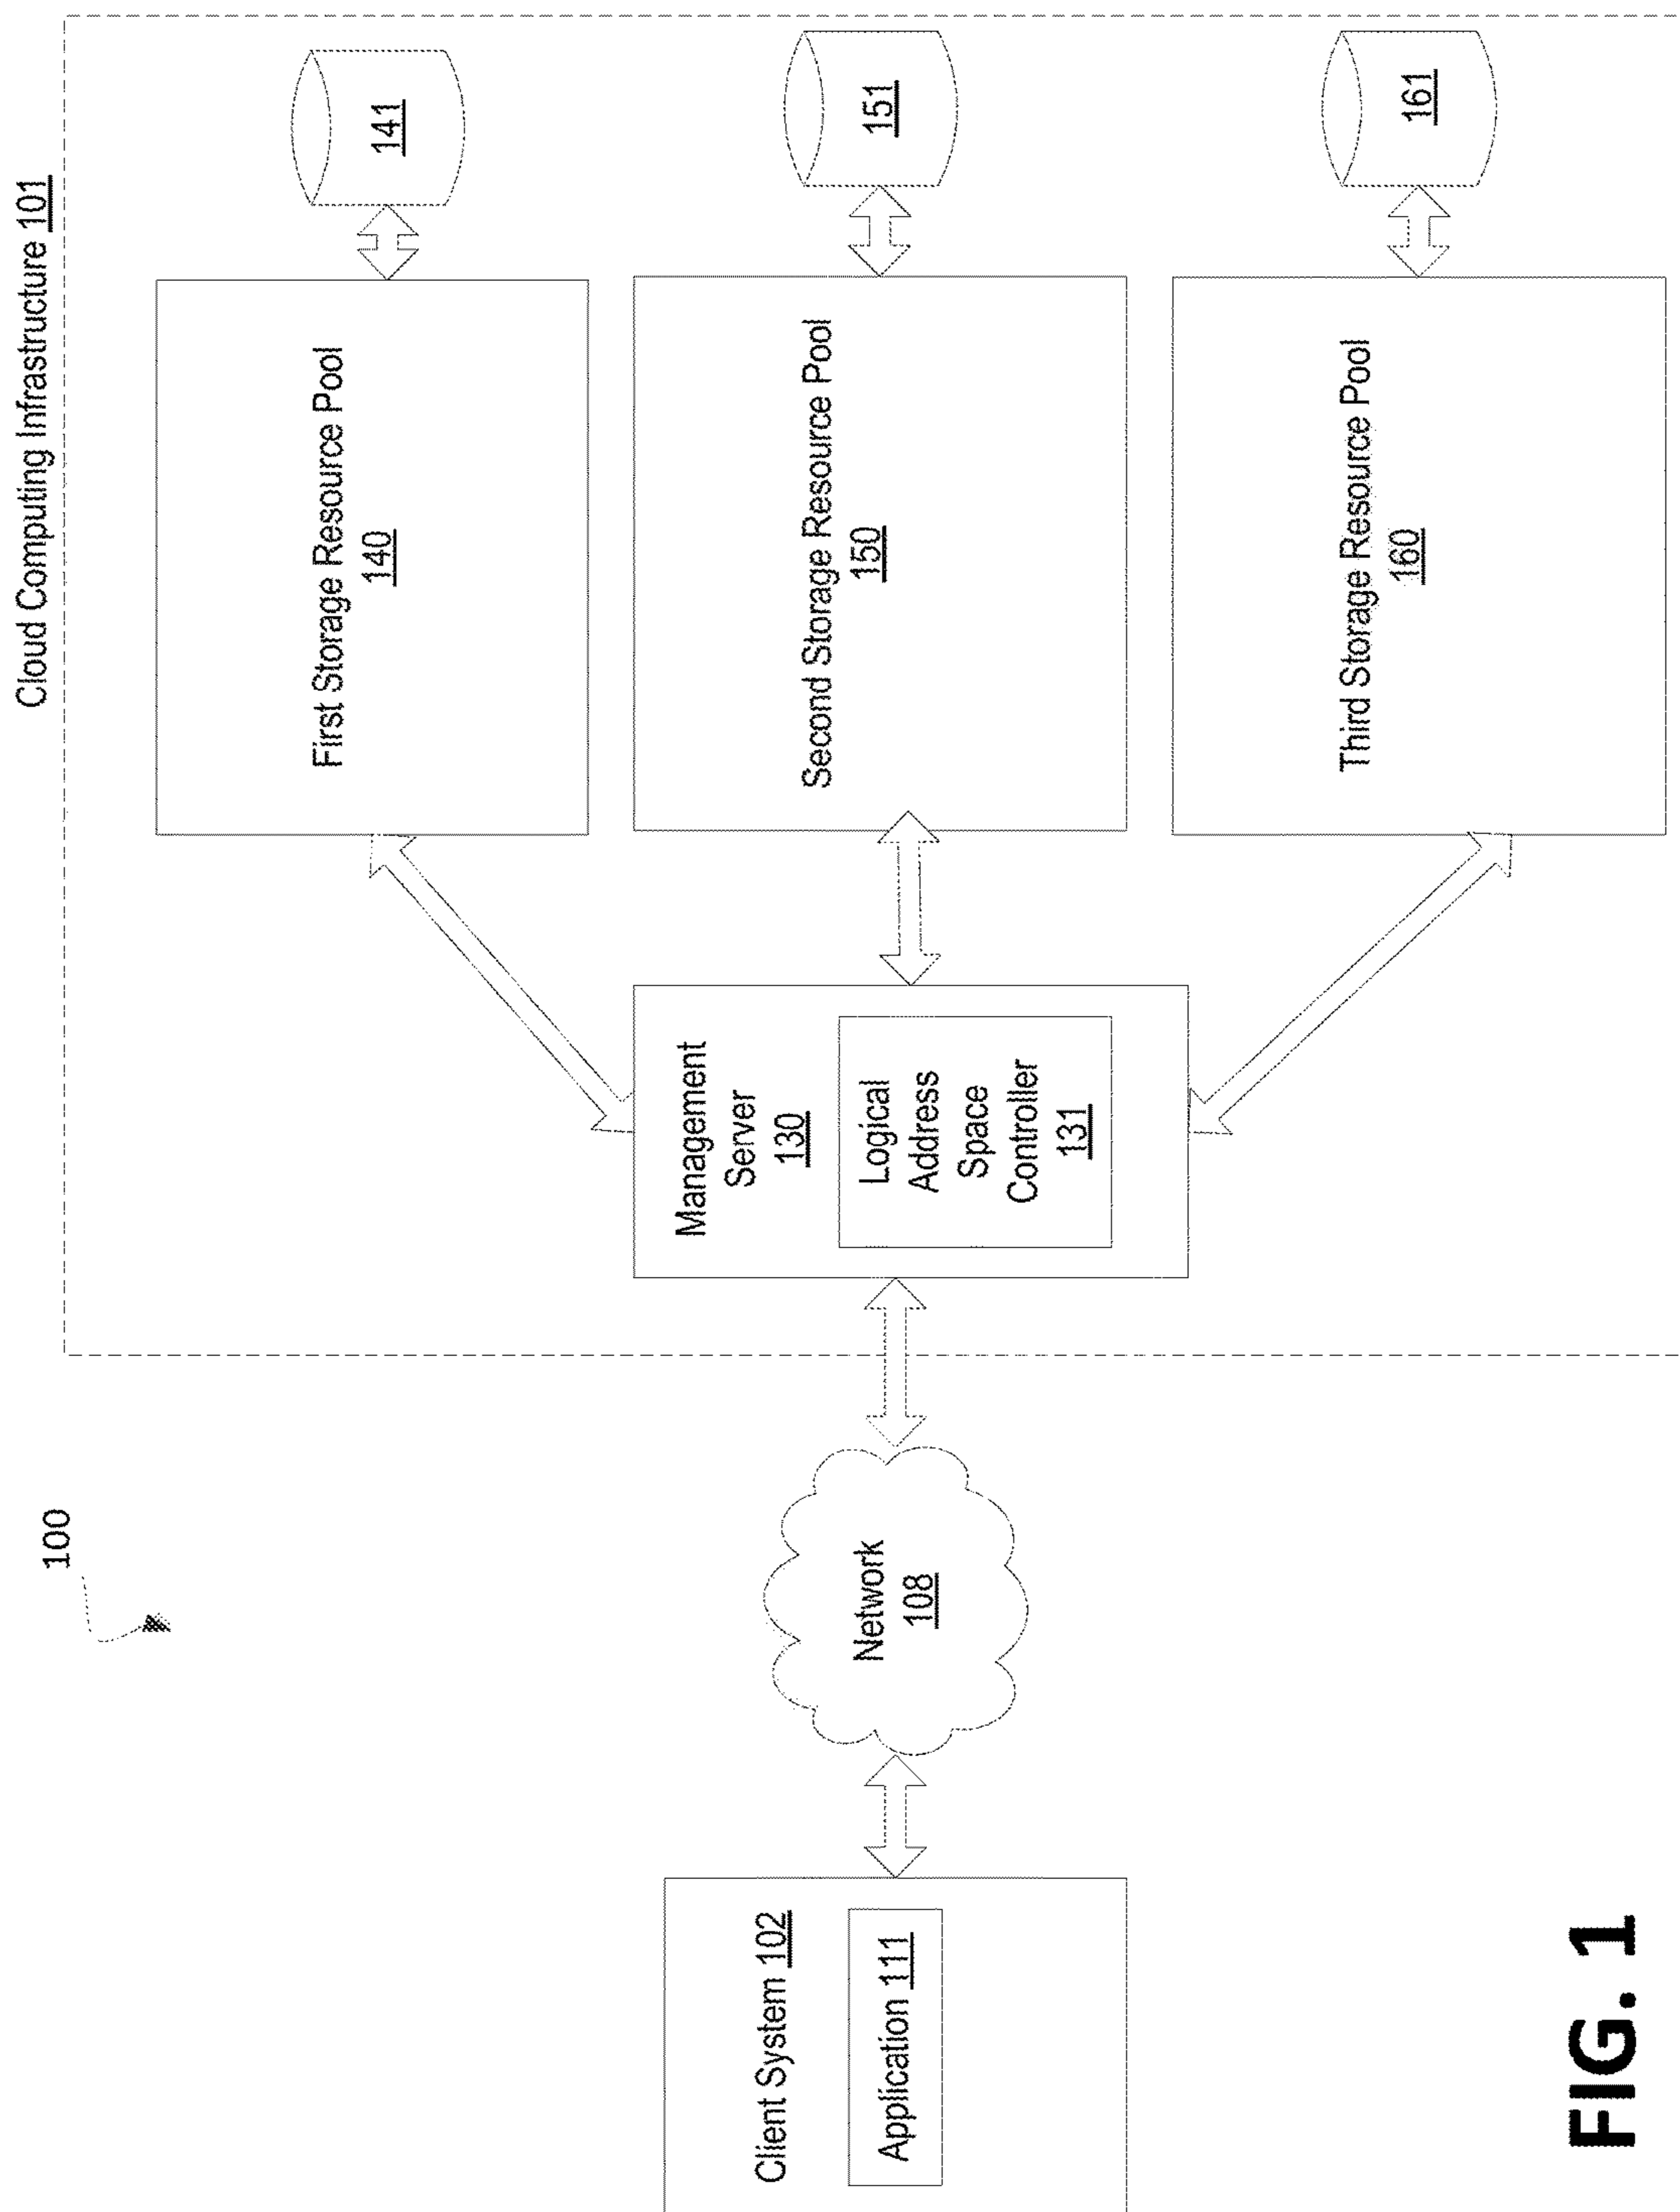 100
Cloud Computing Infrastructure 101
Client System 102
Application 111
Network
108
Management
Server
130
Logical
Address
Space
Controller
131
First Storage Resource Pool
140
141
Second Storage Resource Pool
150
151
Third Storage Resource Pool
160
161
FIG. 1